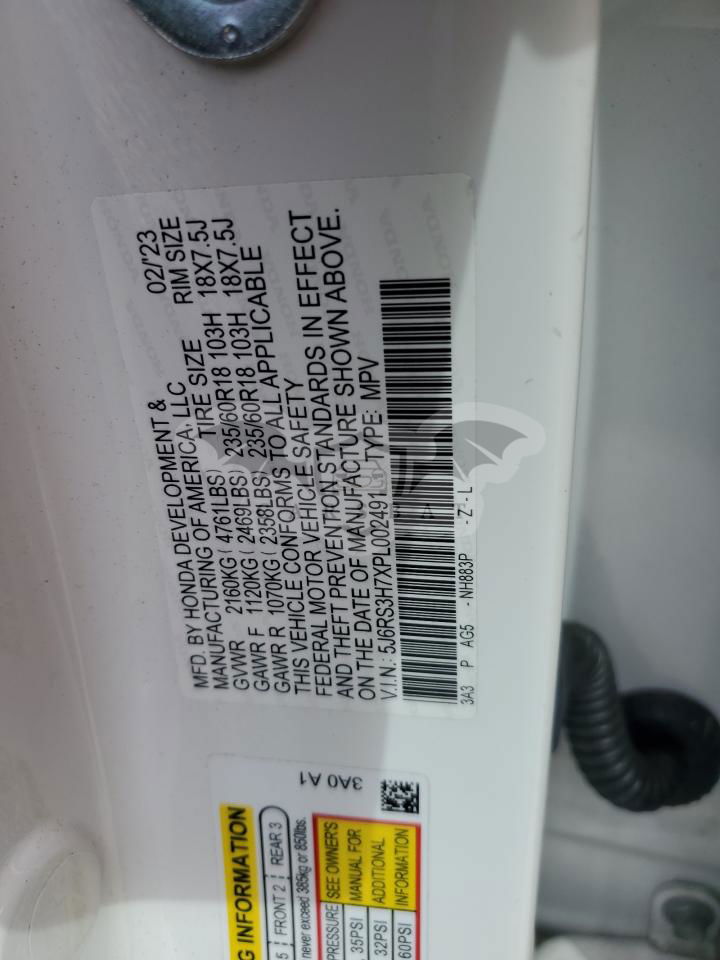 MFD. BY HONDA DEVELOPMENT & 02/'23
MANUFACTURING OF AMERICA, LLC
TIRE SIZE RIM SIZE
GVWR 2160KG ( 4761LBS)
GAWR F 1120KG ( 2469LBS) 235/60R18 103H 18X7.5J
GAWR R 1070KG ( 2358LBS) 235/60R18 103H 18X7.5J
THIS VEHICLE CONFORMS TO ALL APPLICABLE
FEDERAL MOTOR VEHICLE SAFETY
AND THEFT PREVENTION STANDARDS IN EFFECT
ON THE DATE OF MANUFACTURE SHOWN ABOVE.
V.I.N.: 5J6RS3H7XPL002491 TYPE: MPV
3A3 P AG5 - NH883P -Z - L
HONDA
3A0 A1
INFORMATION
FRONT 2 REAR 3
never exceed 385kg or 850lbs.
PRESSURE SEE OWNER'S
35PSI MANUAL FOR
32PSI ADDITIONAL
60PSI INFORMATION